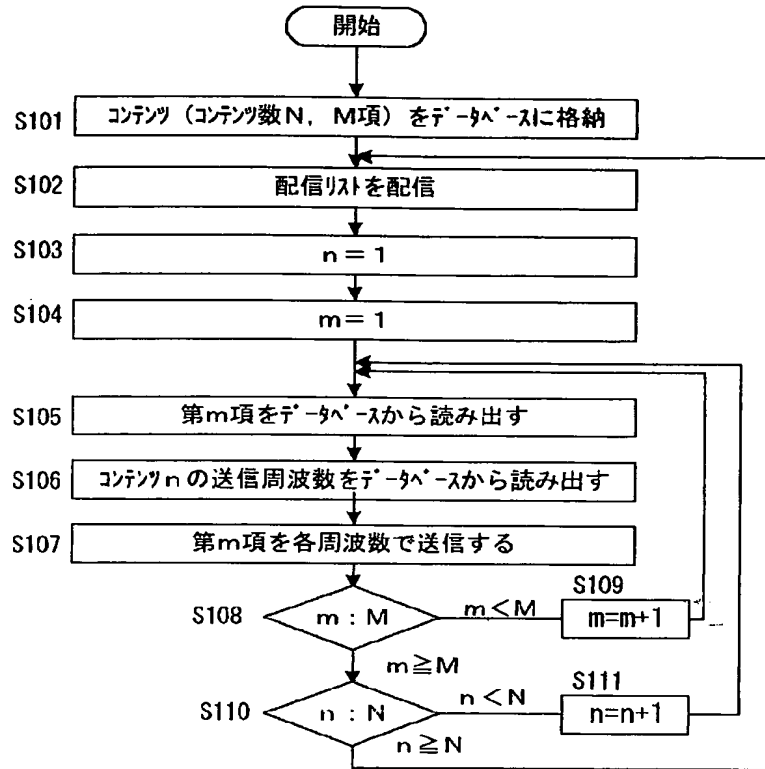 開始
S101 コンテンツ（コンテンツ数N, M項）をデータベースに格納
S102 配信リストを配信
S103 n＝1
S104 m＝1
S105 第m項をデータベースから読み出す
S106 コンテンツnの送信周波数をデータベースから読み出す
S107 第m項を各周波数で送信する
S109
S108 m：M m＜M m=m+1
m≧M
S111
S110 n：N n＜N n=n+1
n≧N